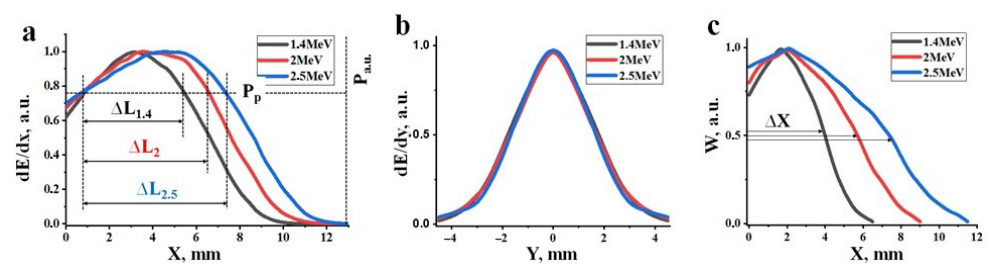 a
1.4MeV
2MeV
2.5MeV
Pp
Pa.u.
ΔL1.4
ΔL2
ΔL2.5
1.0
0.8
0.6
0.4
0.2
0.0
0 2 4 6 8 10 12
dE/dx, a.u.
X, mm
b
1.4MeV
2MeV
2.5MeV
1.0
0.5
0.0
-4 -2 0 2 4
dE/dy, a.u.
Y, mm
c
1.4MeV
2MeV
2.5MeV
ΔX
1.0
0.5
0.0
0 2 4 6 8 10 12
W, a.u.
X, mm